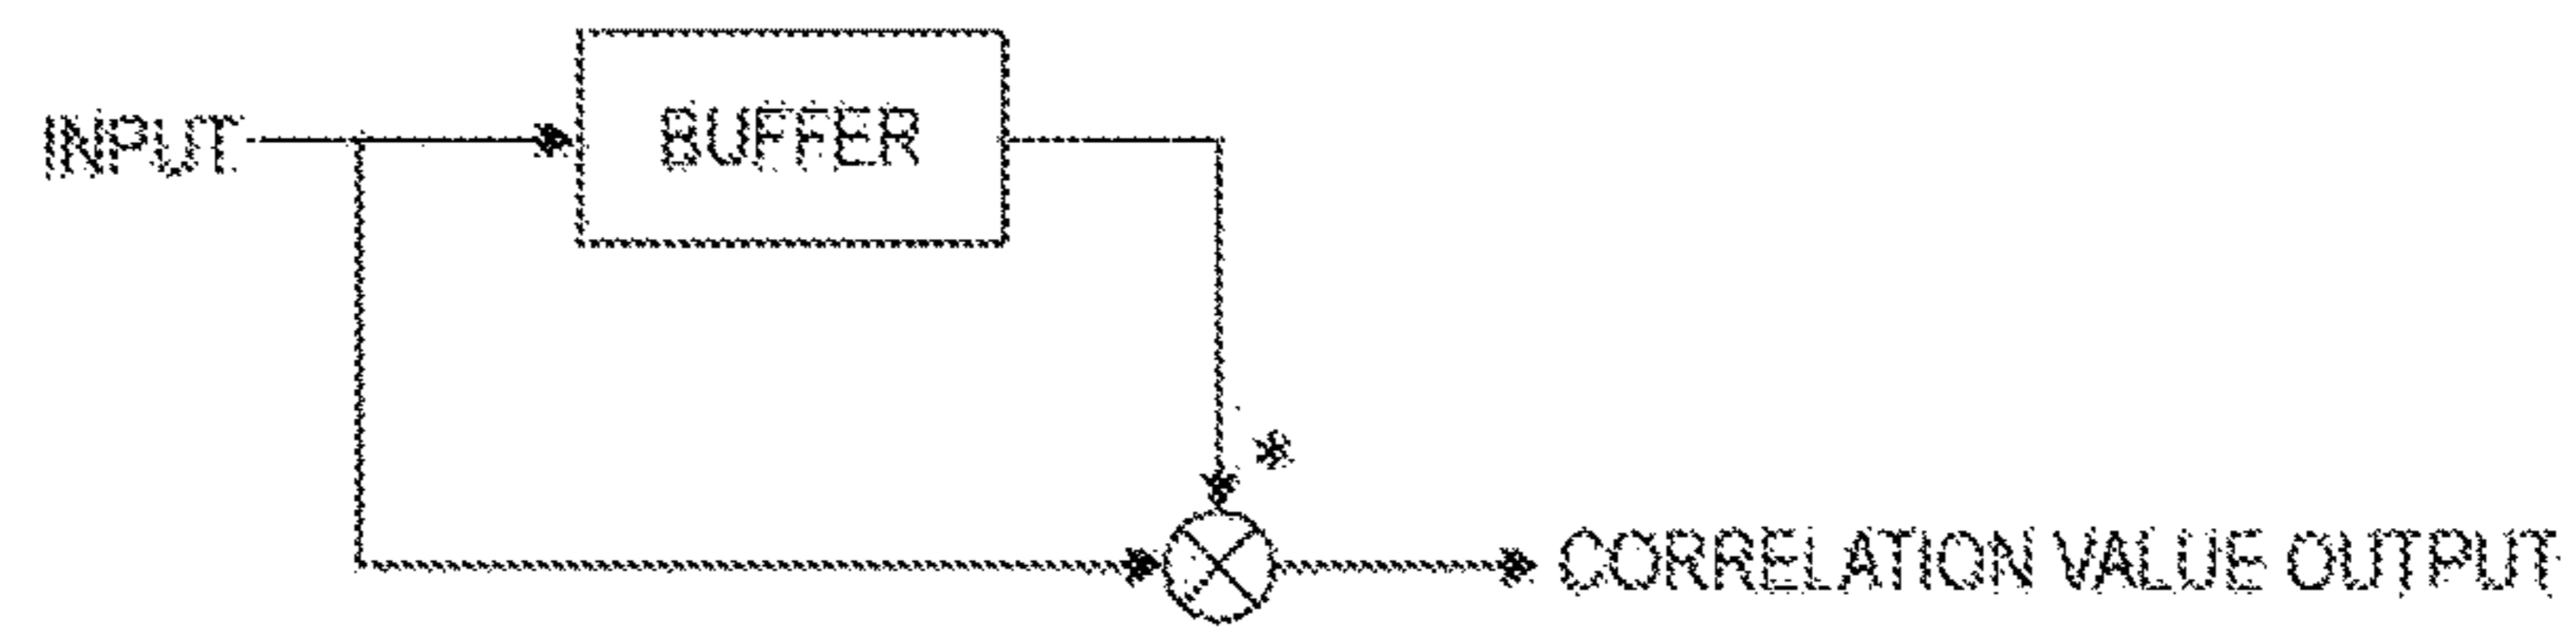 INPUT
BUFFER
*
CORRELATION VALUE OUTPUT